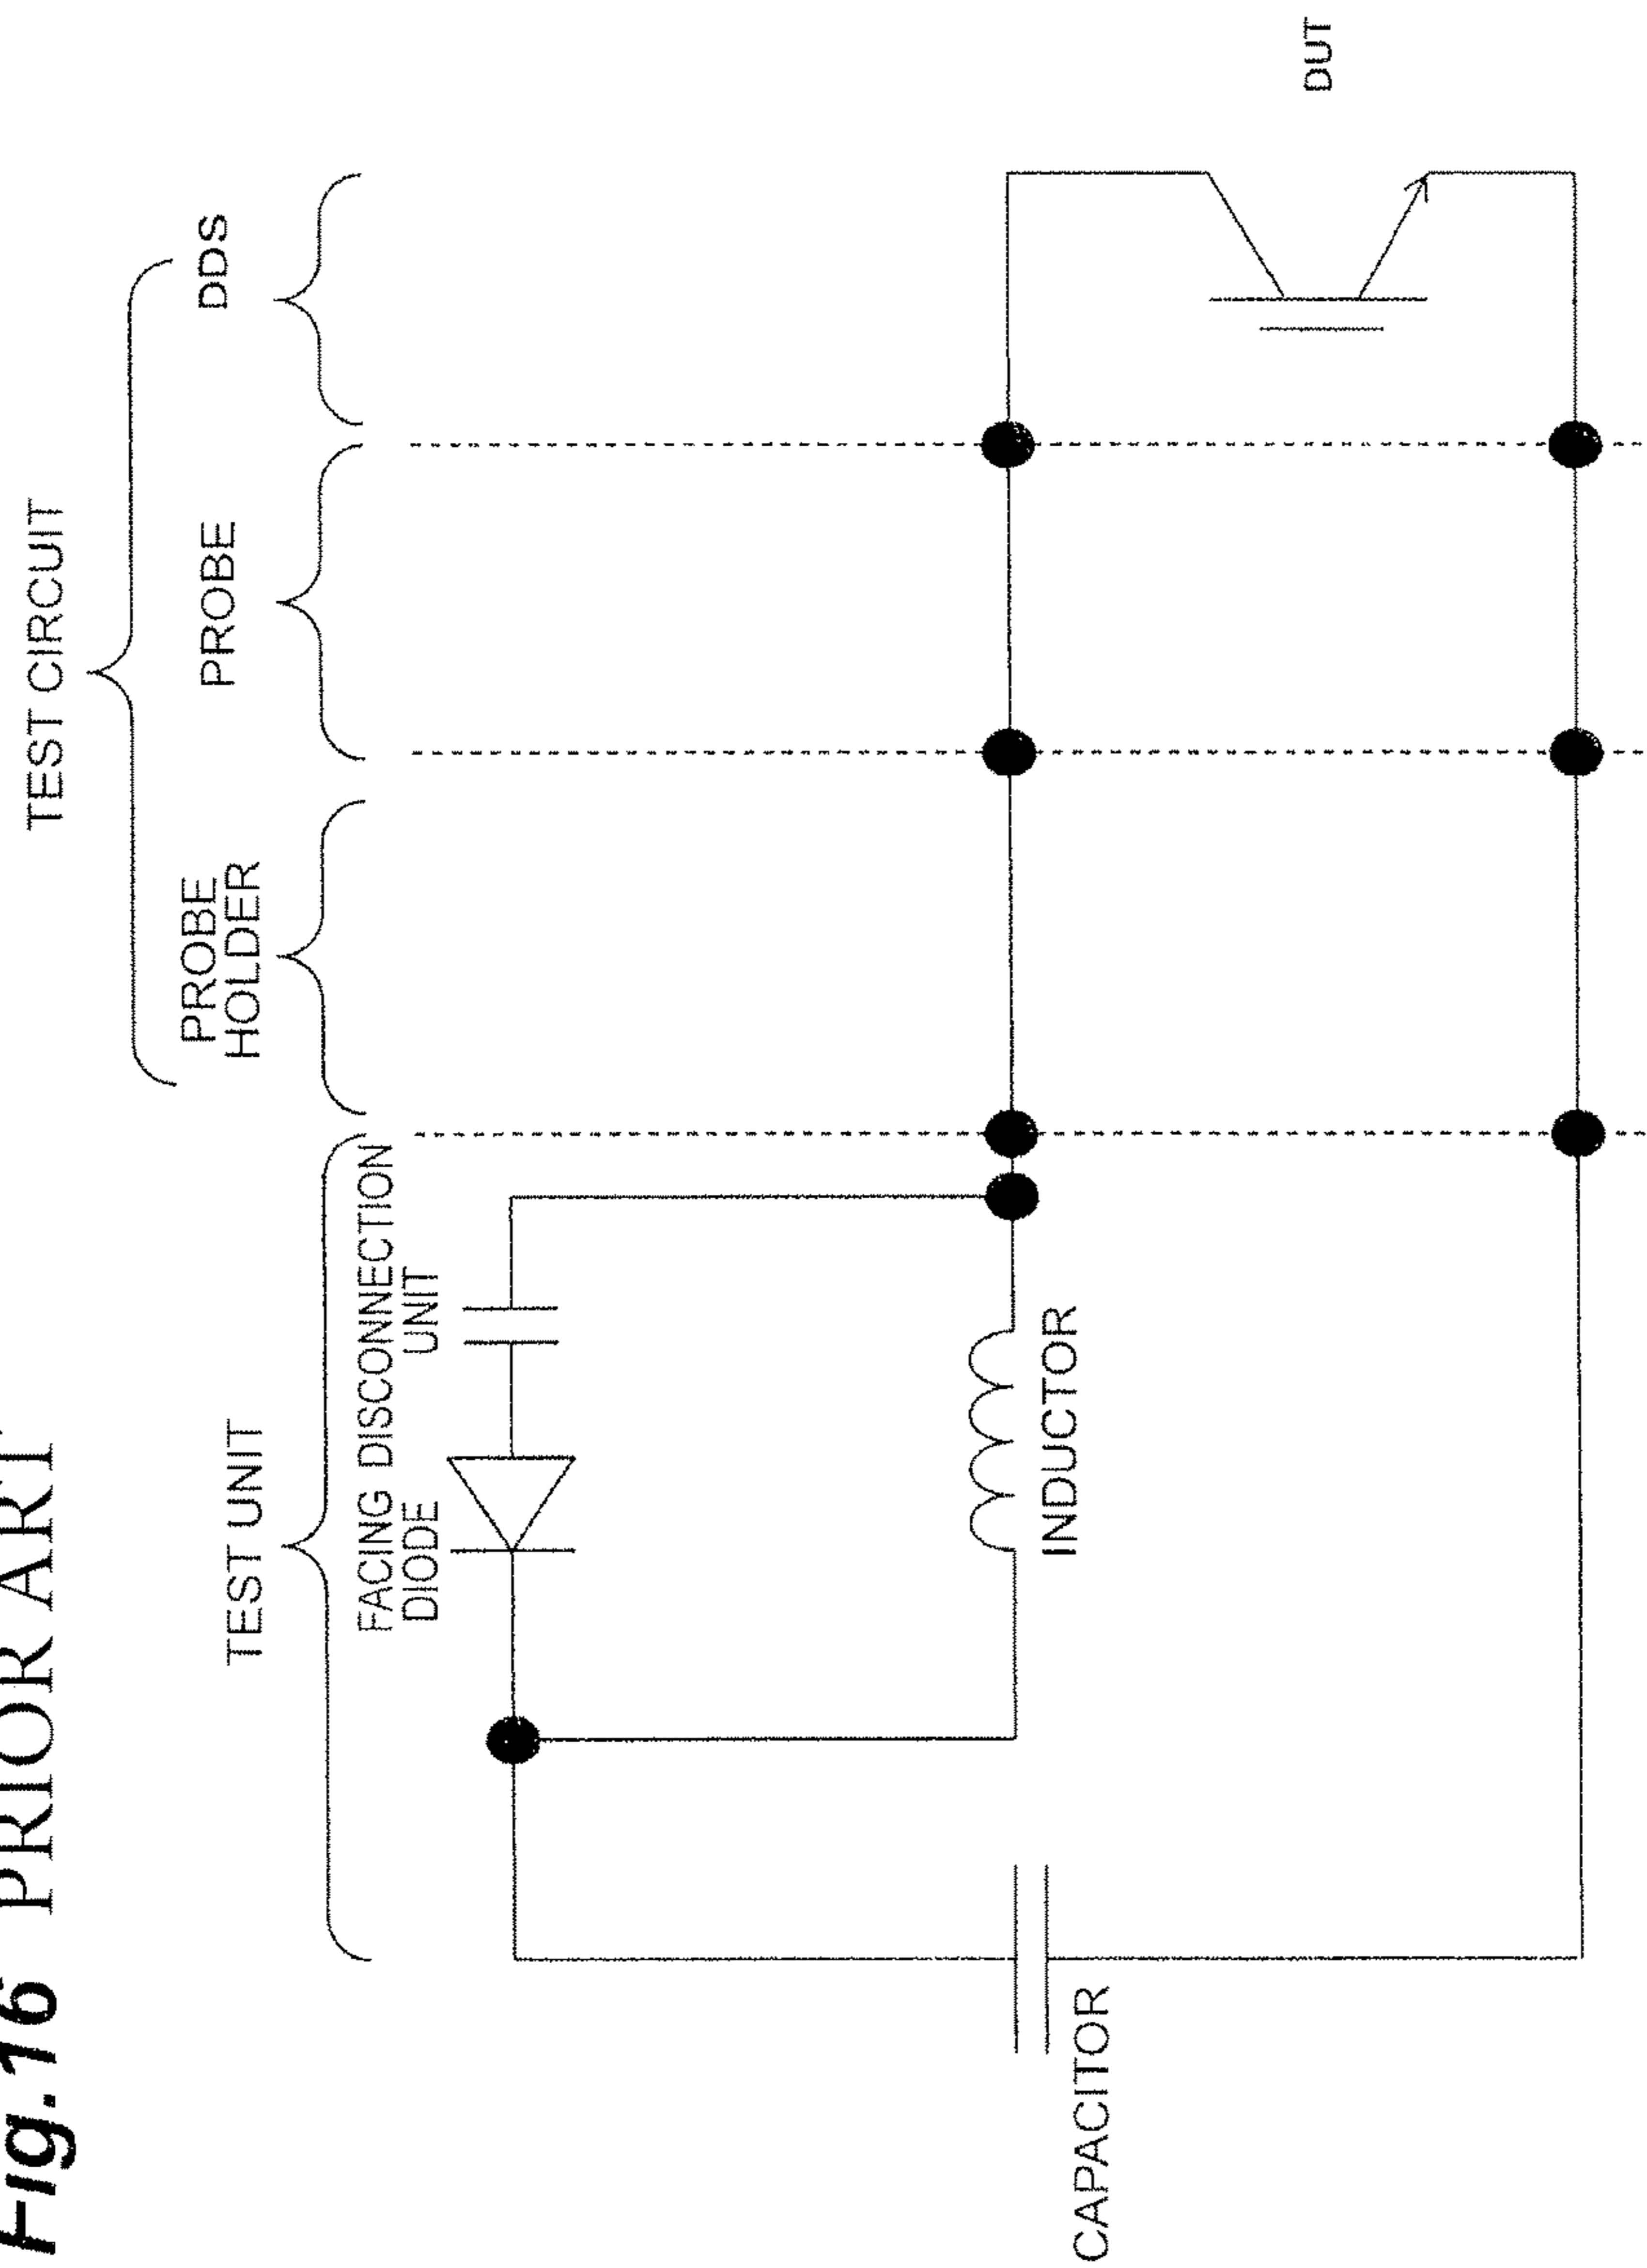 Fig.16 PRIOR ART
TEST CIRCUIT
TEST UNIT
PROBE
HOLDER
PROBE
DDS
FACING DISCONNECTION
DIODE UNIT
INDUCTOR
CAPACITOR
DUT